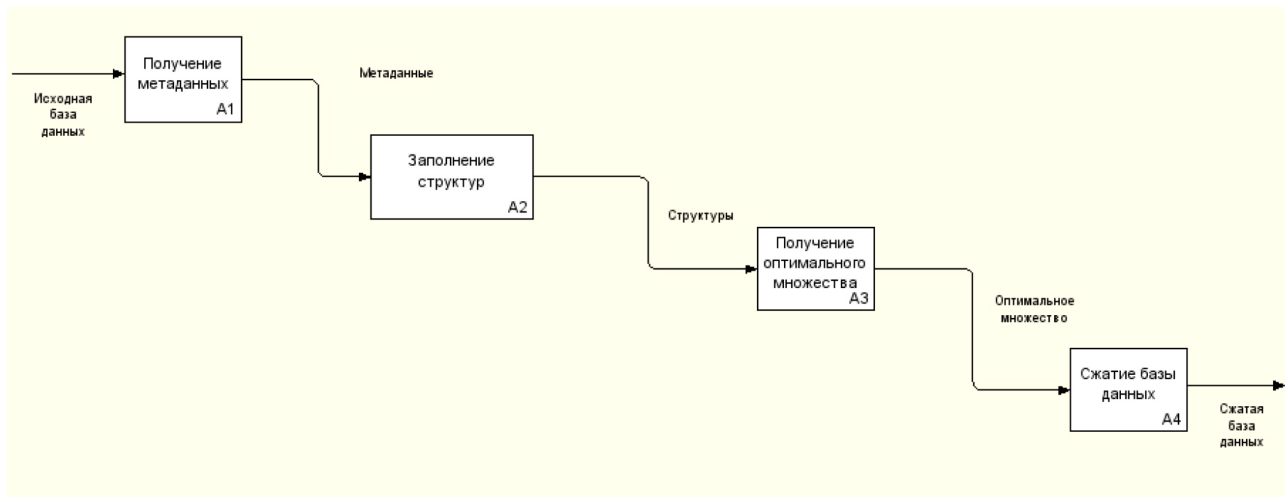 Получение
метаданных
A1
Исходная
база
данных
Метаданные
Заполнение
структур
A2
Структуры
Получение
оптимального
множества
A3
Оптимальное
множество
Сжатие базы
данных
A4
Сжатая
база
данных